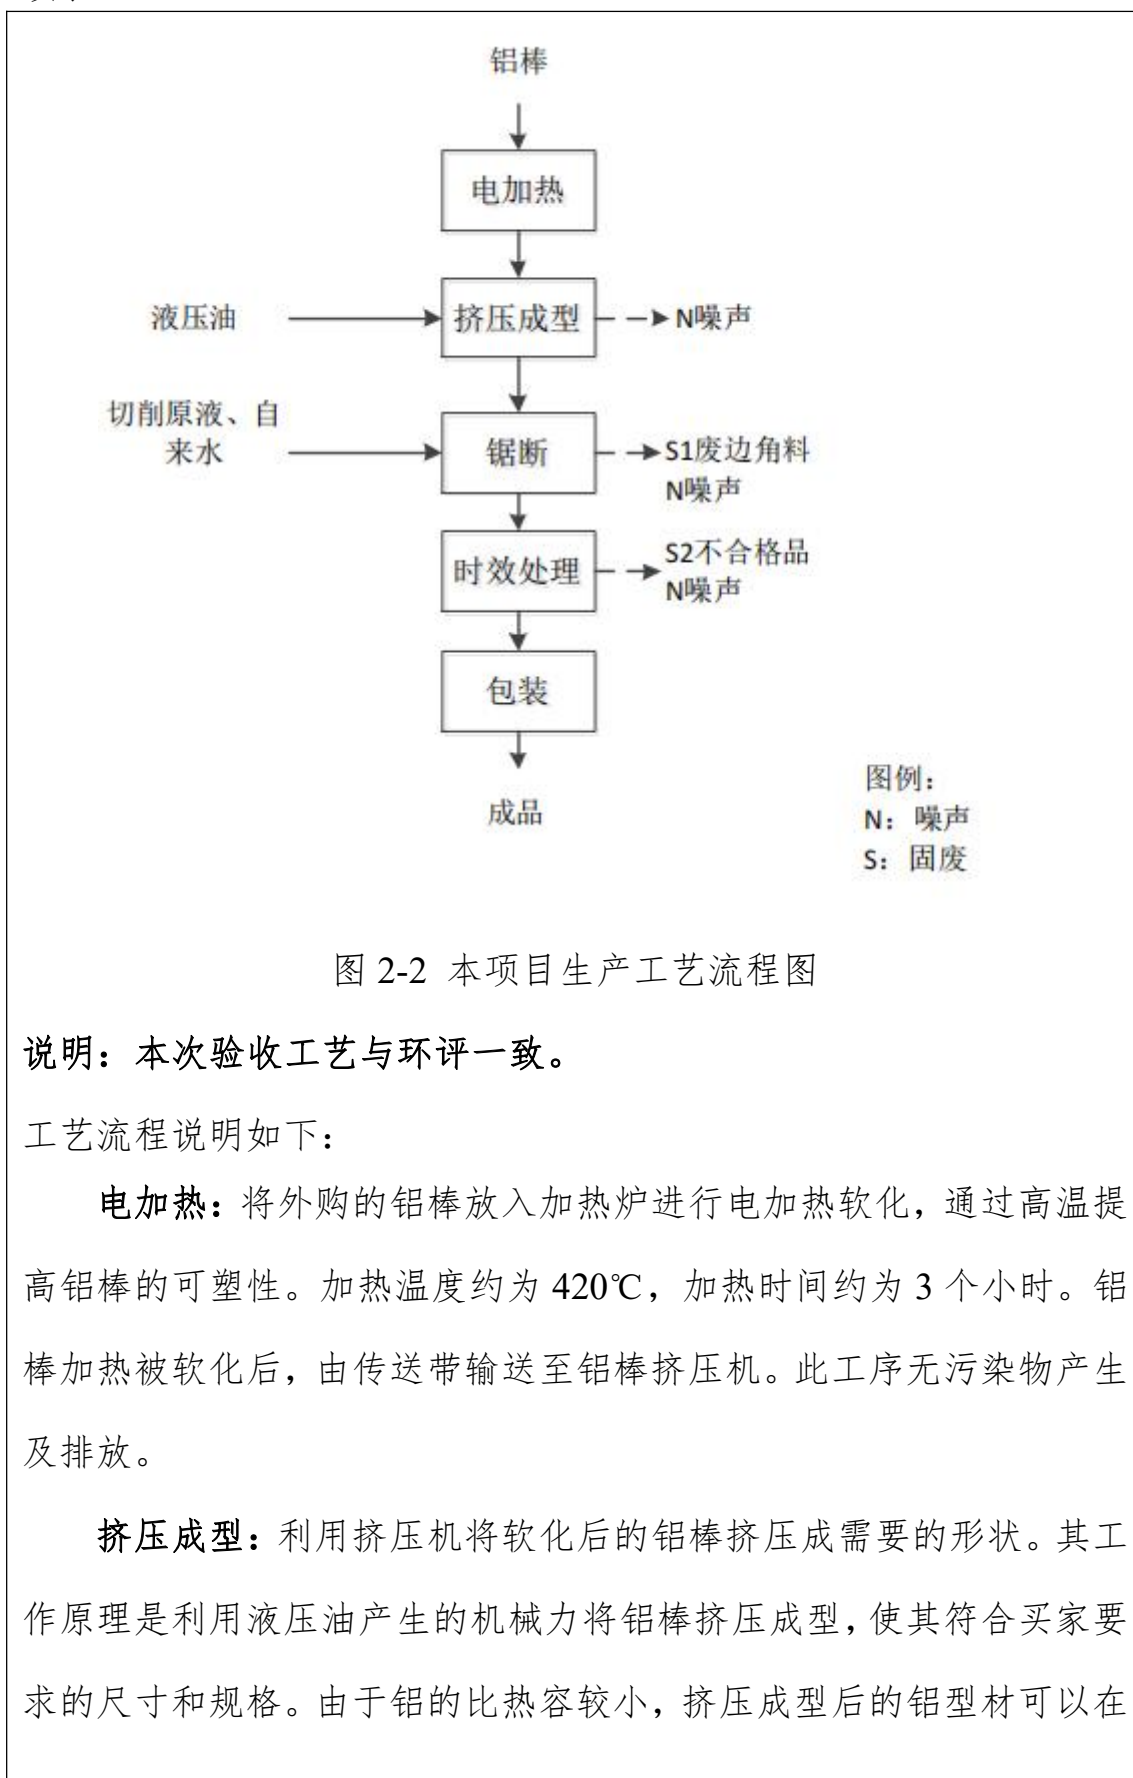 铝棒
电加热
液压油
挤压成型
N噪声
切削原液、自
来水
锯断
S1废边角料
N噪声
时效处理
S2不合格品
N噪声
包装
成品
图例：
N：噪声
S：固废
图 2-2 本项目生产工艺流程图
说明：本次验收工艺与环评一致。
工艺流程说明如下：
电加热：将外购的铝棒放入加热炉进行电加热软化，通过高温提
高铝棒的可塑性。加热温度约为 420℃，加热时间约为 3 个小时。铝
棒加热被软化后，由传送带输送至铝棒挤压机。此工序无污染物产生
及排放。
挤压成型：利用挤压机将软化后的铝棒挤压成需要的形状。其工
作原理是利用液压油产生的机械力将铝棒挤压成型，使其符合买家要
求的尺寸和规格。由于铝的比热容较小，挤压成型后的铝型材可以在